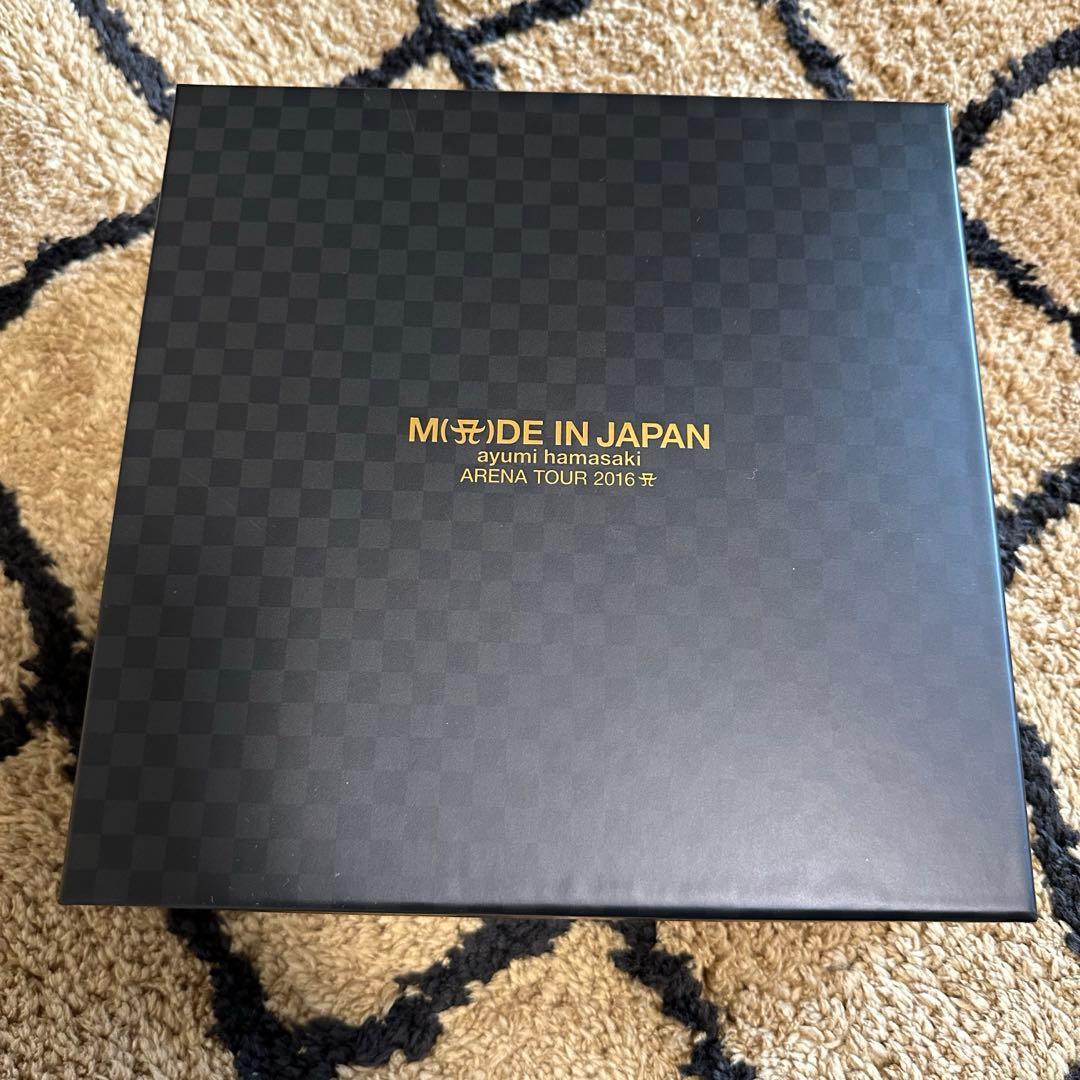 M(A)DE IN JAPAN
ayumi hamasaki
ARENA TOUR 2016 A